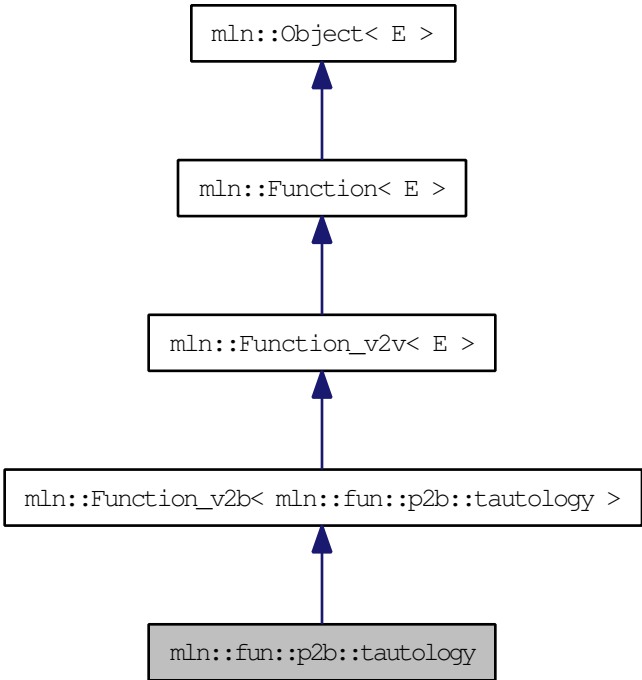 mln::Object< E >
mln::Function< E >
mln::Function_v2v< E >
mln::Function_v2b< mln::fun::p2b::tautology >
mln::fun::p2b::tautology